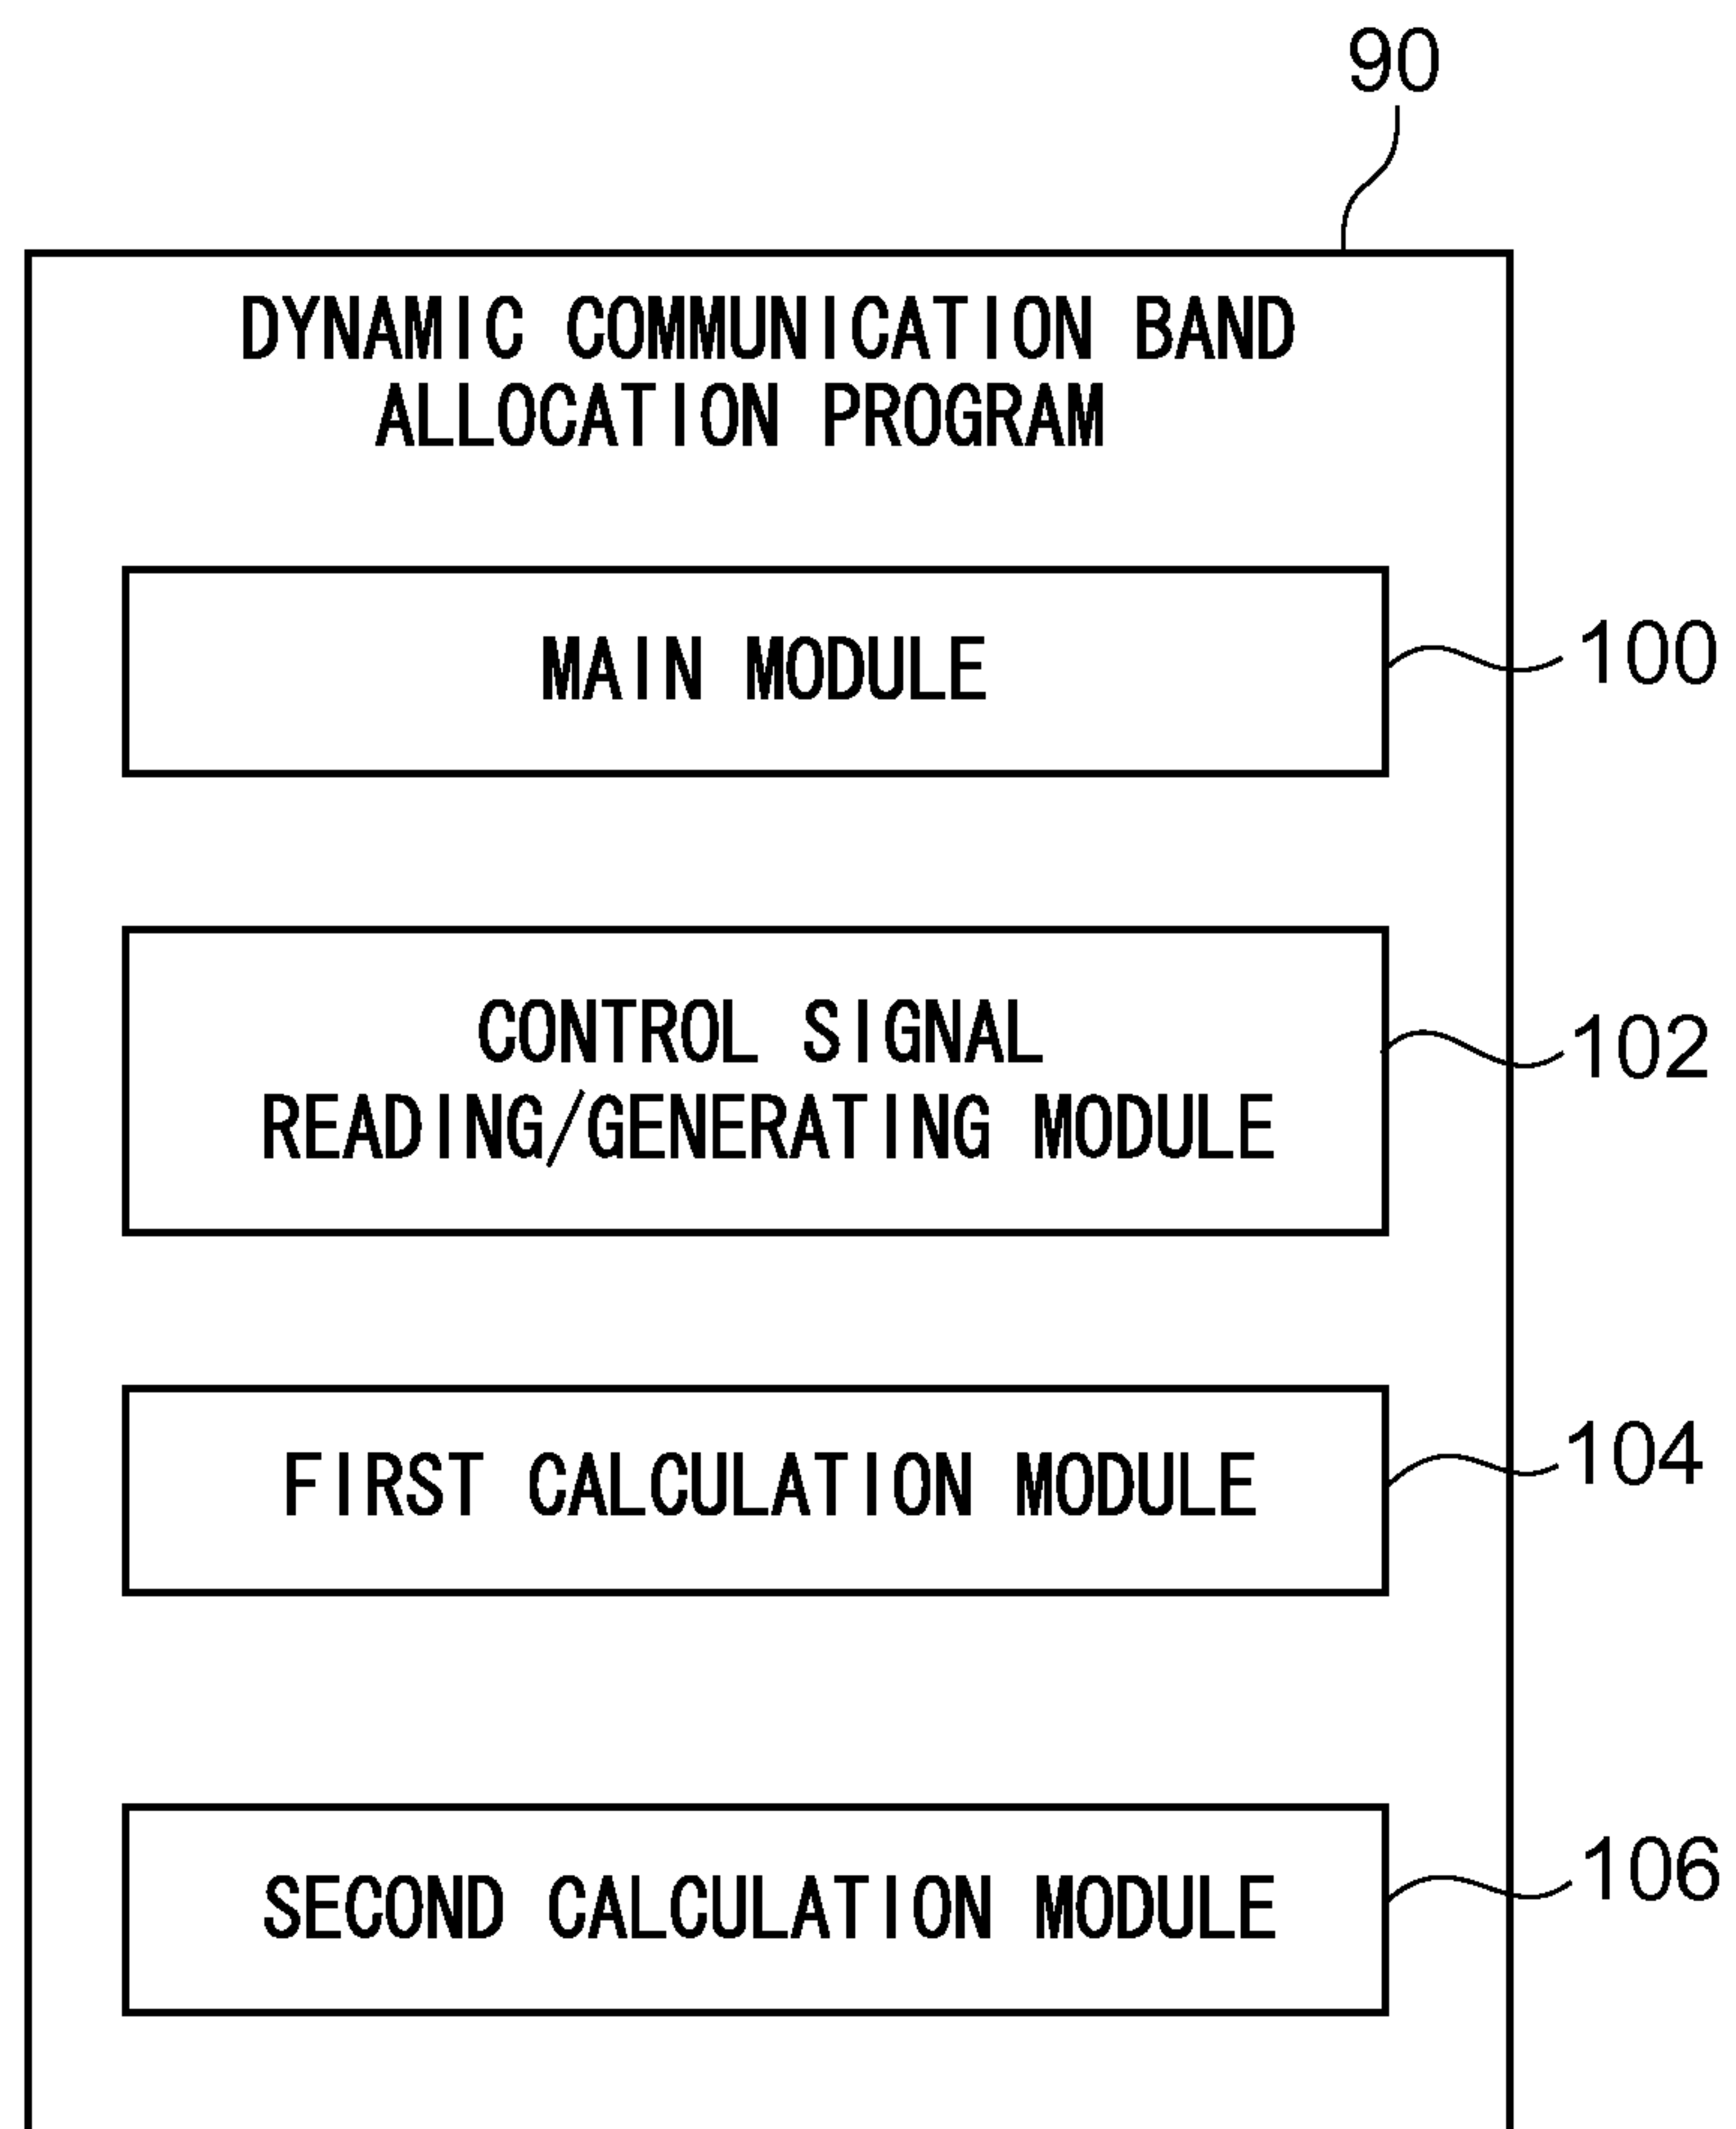 90
DYNAMIC COMMUNICATION BAND
ALLOCATION PROGRAM
MAIN MODULE
100
CONTROL SIGNAL
READING/GENERATING MODULE
102
FIRST CALCULATION MODULE
104
SECOND CALCULATION MODULE
106